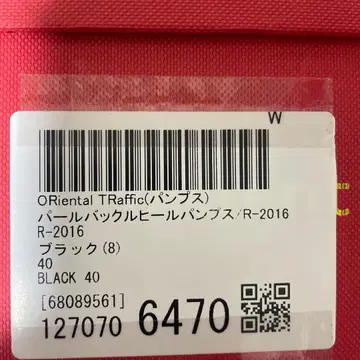 W
ORiental TRaffic(パンプス)
パールバックルヒールパンプス/R-2016
R-2016
ブラック(8)
40
BLACK 40
[68089561]
127070 6470